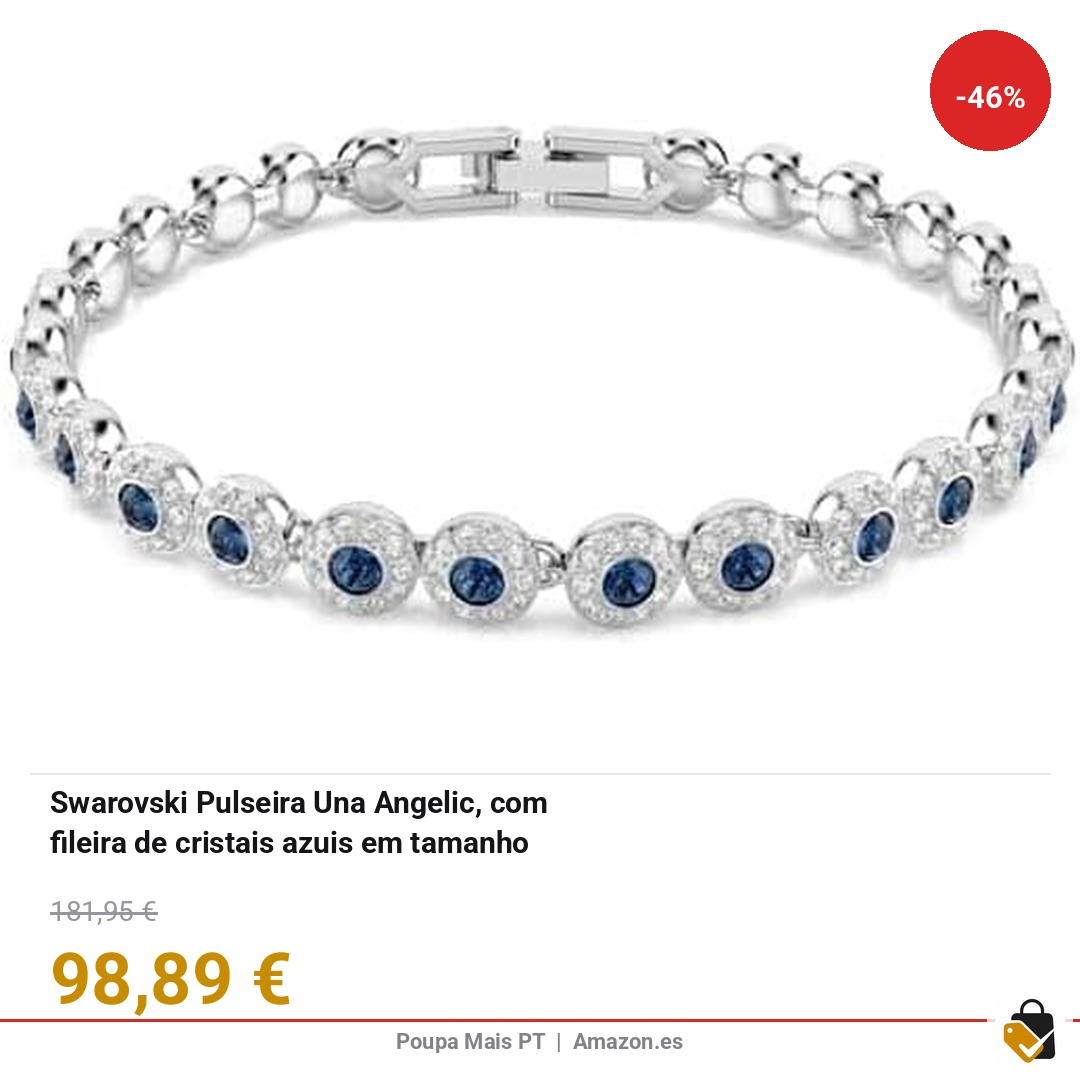 -46%
Swarovski Pulseira Una Angelic, com
fileira de cristais azuis em tamanho
181,95 €
98,89 €
Poupa Mais PT | Amazon.es